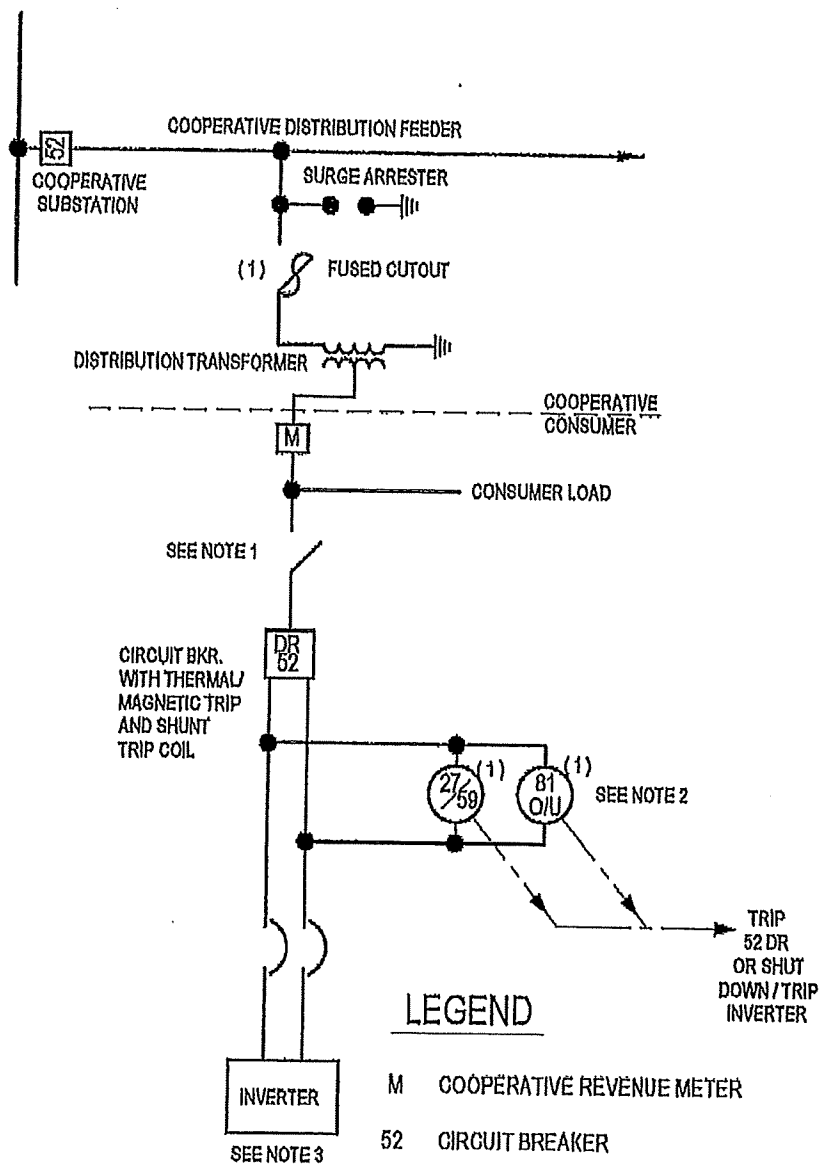 COOPERATIVE DISTRIBUTION FEEDER
52
COOPERATIVE
SUBSTATION
SURGE ARRESTER
(1)
FUSED CUTOUT
DISTRIBUTION TRANSFORMER
COOPERATIVE
CONSUMER
M
CONSUMER LOAD
SEE NOTE 1
DR
52
CIRCUIT BKR.
WITH THERMAL/
MAGNETIC TRIP
AND SHUNT
TRIP COIL
27/59
(1)
81
O/U
(1)
SEE NOTE 2
TRIP
52 DR
OR SHUT
DOWN / TRIP
INVERTER
LEGEND
INVERTER
SEE NOTE 3
M COOPERATIVE REVENUE METER
52 CIRCUIT BREAKER